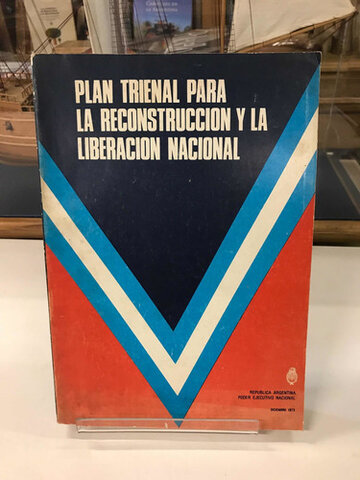 PLAN TRIENAL PARA
LA RECONSTRUCCION Y LA
LIBERACION NACIONAL
REPUBLICA ARGENTINA
PODER EJECUTIVO NACIONAL
DICIEMBRE 1973